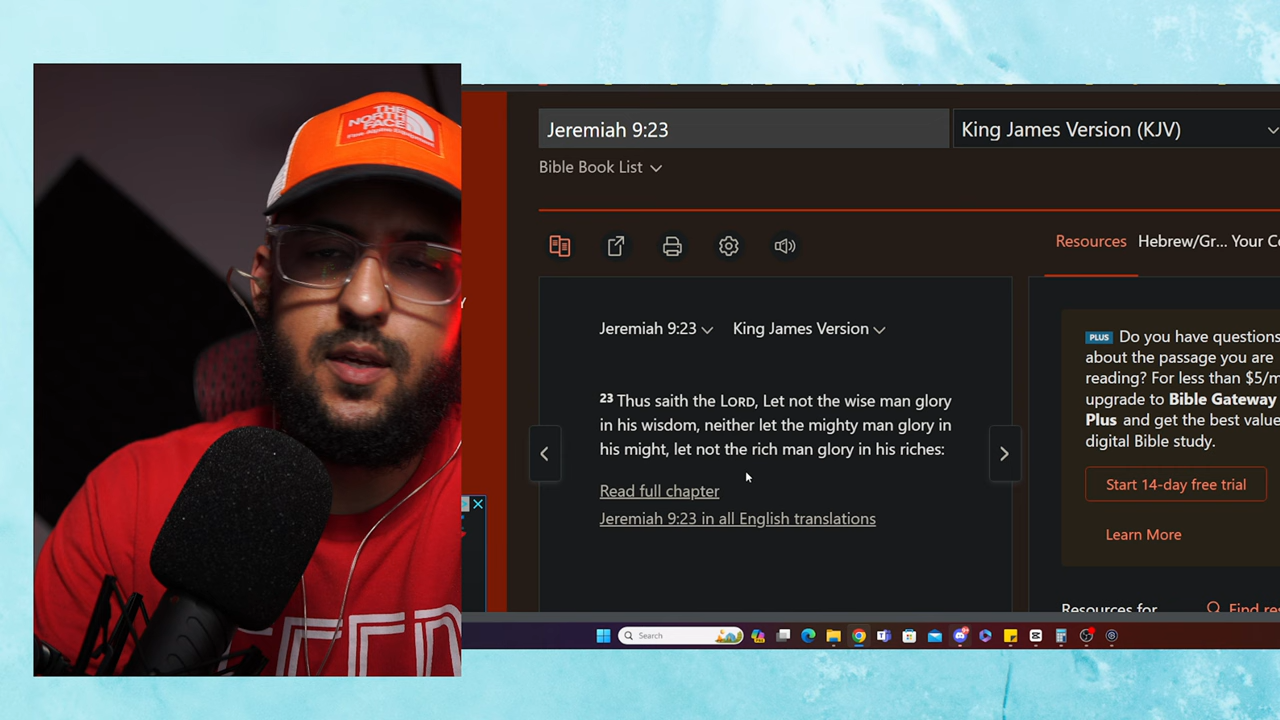 THE
NORTH
FACE
Jeremiah 9:23
King James Version (KJV)
Bible Book List
Resources
Hebrew/Gr...
Your Co
Jeremiah 9:23
King James Version
23 Thus saith the LORD, Let not the wise man glory
in his wisdom, neither let the mighty man glory in
his might, let not the rich man glory in his riches:
Read full chapter
Jeremiah 9:23 in all English translations
PLUS Do you have questions
about the passage you are
reading? For less than $5/m
upgrade to Bible Gateway
Plus and get the best value
digital Bible study.
Start 14-day free trial
Learn More
Resources for
Find re
Search